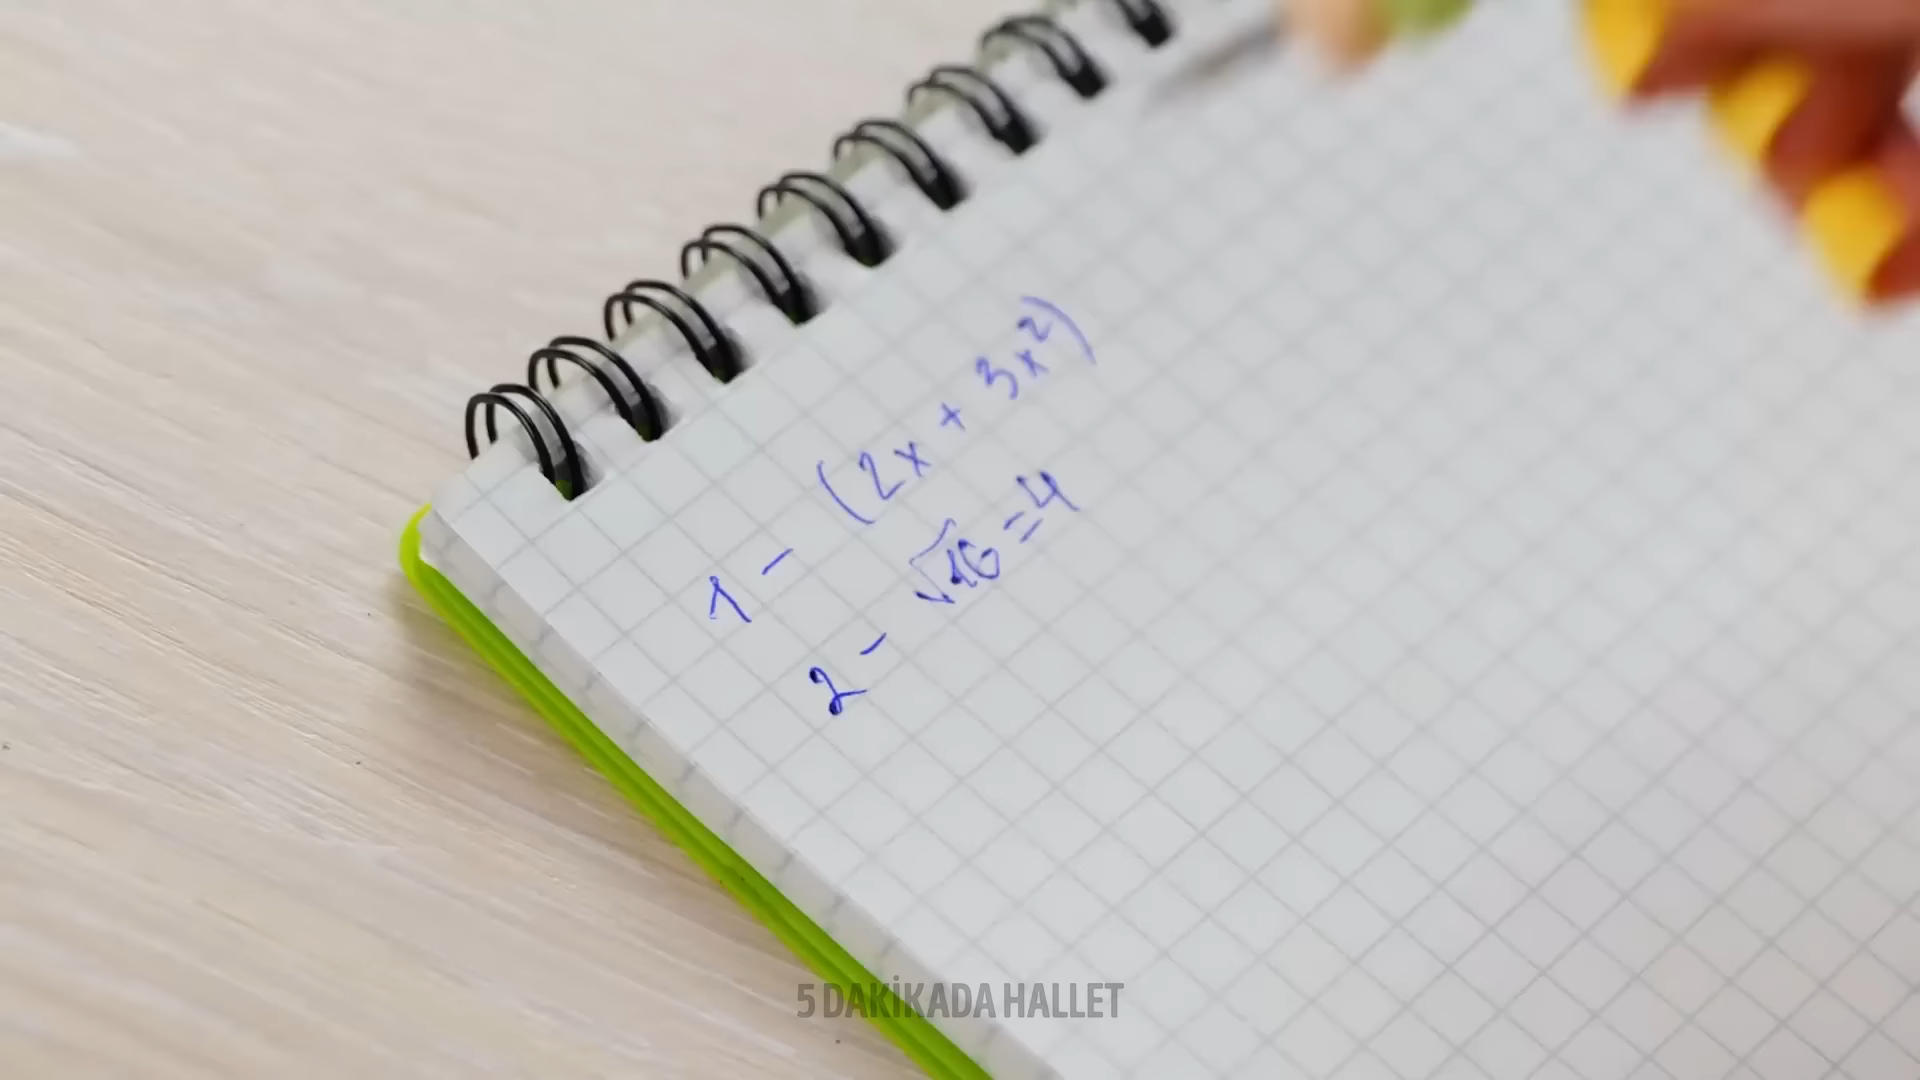 1 - (2x + 3x²)
2 - √16 = 4
5 DAKİKADA HALLET